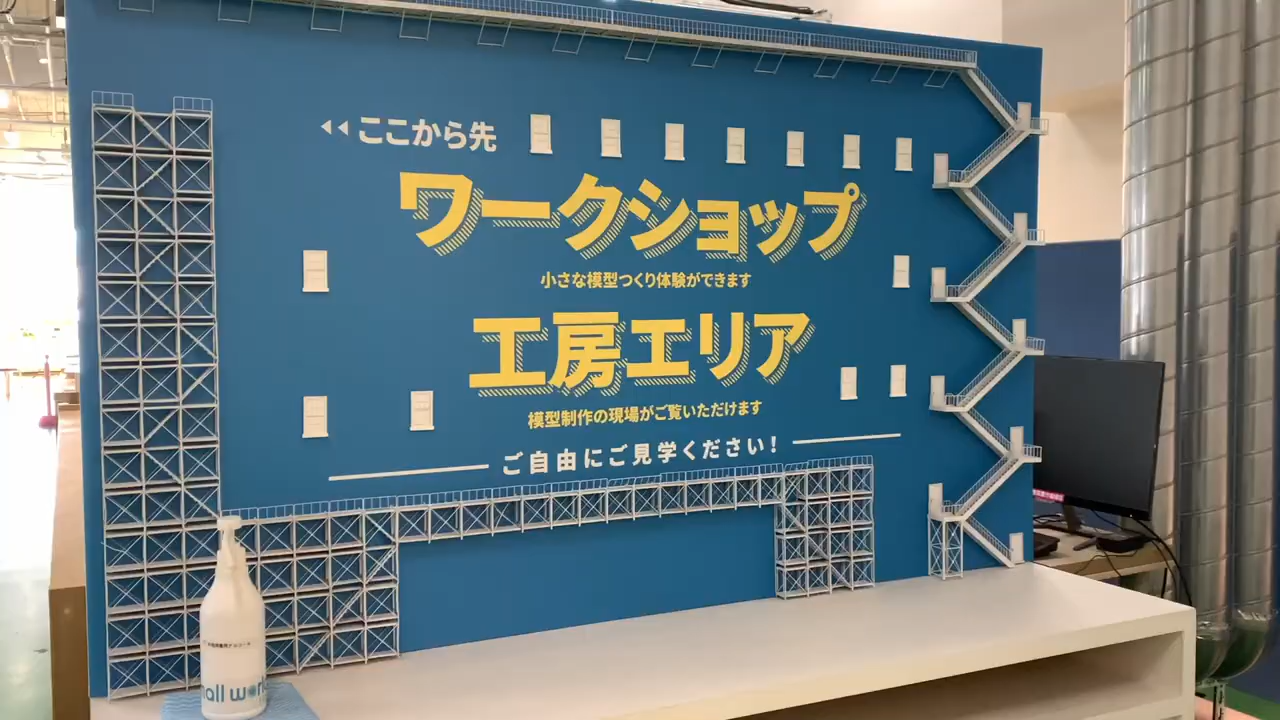 ◀◀ここから先
ワークショップ
小さな模型つくり体験ができます
工房エリア
模型制作の現場がご覧いただけます
ご自由にご見学ください!
all wor